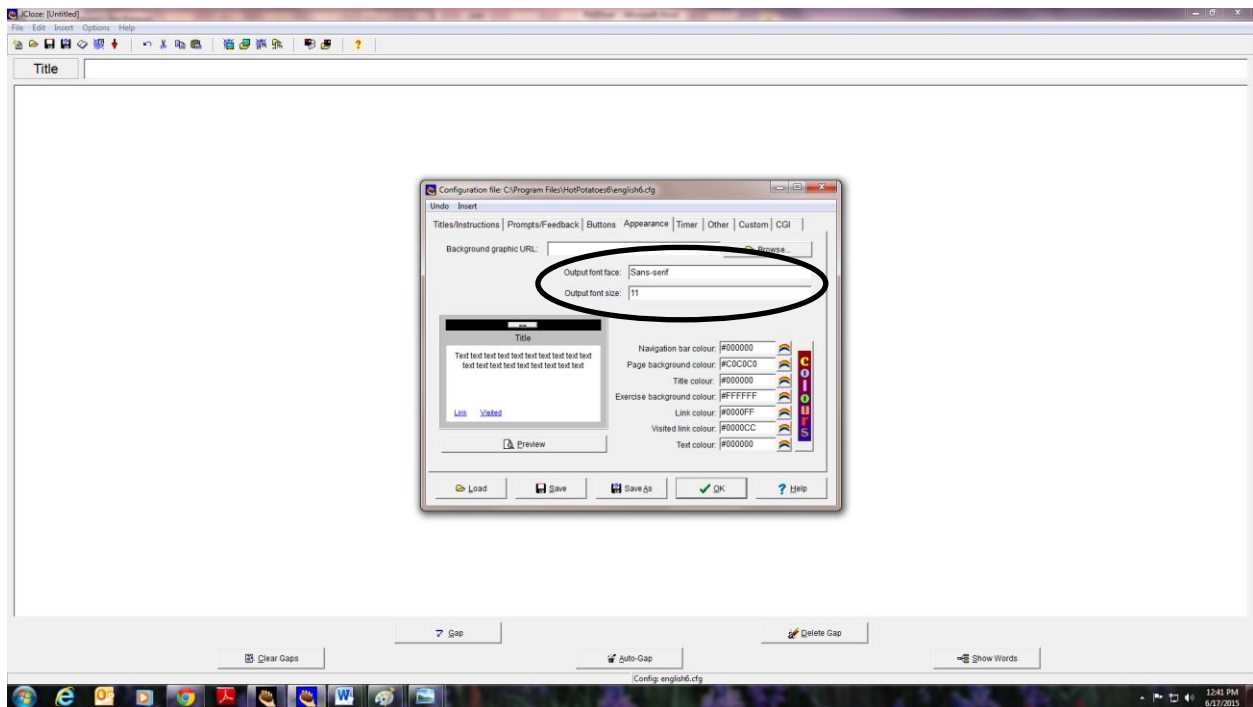 JCloze: [Untitled]
File Edit Insert Options Help
Title
Configuration file: C:\Program Files\HotPotatoes6\english6.cfg
Undo Insert
Titles/Instructions Prompts/Feedback Buttons Appearance Timer Other Custom CGI
Background graphic URL: Browse...
Output font face: Sans-serif
Output font size: 11
Title
Text text text text text text text text text text
text text text text text text text text text
Link Visited
Preview
Navigation bar colour: #000000
Page background colour: #C0C0C0
Title colour: #000000
Exercise background colour: #FFFFFF
Link colour: #0000FF
Visited link colour: #0000CC
Text colour: #000000
colours
Load Save Save As OK Help
Gap Delete Gap
Clear Gaps Auto-Gap Show Words
Config: english6.cfg
12:41 PM
6/17/2015